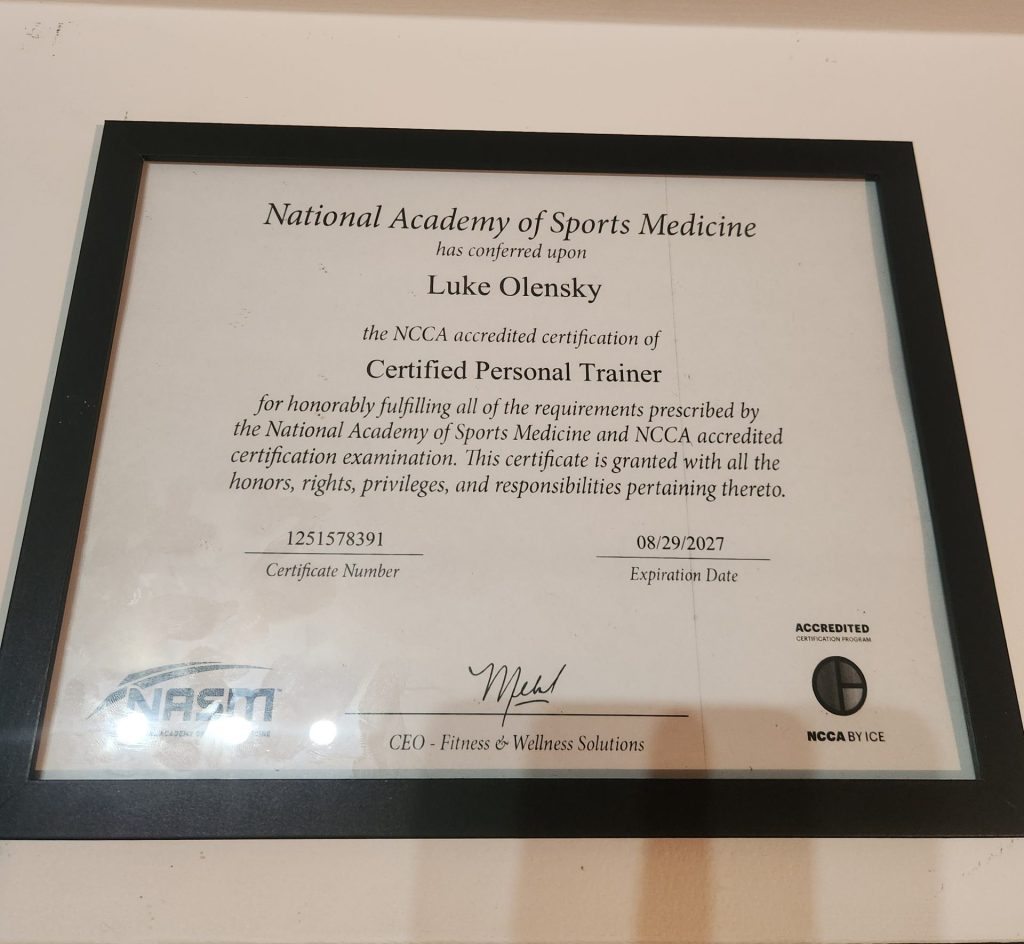 National Academy of Sports Medicine
has conferred upon
Luke Olensky
the NCCA accredited certification of
Certified Personal Trainer
for honorably fulfilling all of the requirements prescribed by
the National Academy of Sports Medicine and NCCA accredited
certification examination. This certificate is granted with all the
honors, rights, privileges, and responsibilities pertaining thereto.
1251578391
Certificate Number
08/29/2027
Expiration Date
ACCREDITED
CERTIFICATION PROGRAM
NASM
ACADEMY
CEO - Fitness & Wellness Solutions
NCCA BY ICE